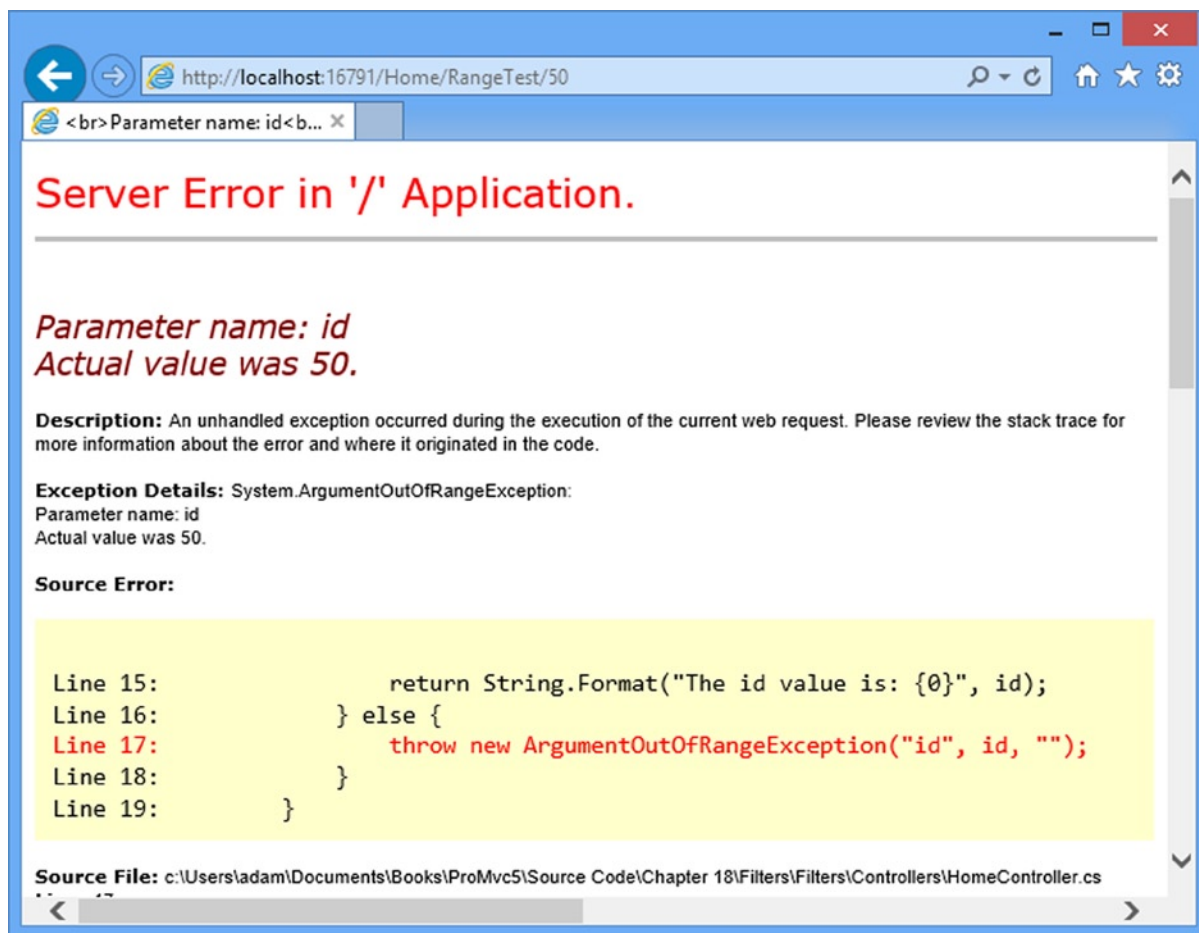 http://localhost:16791/Home/RangeTest/50
<br>Parameter name: id<b...
Server Error in '/' Application.
Parameter name: id
Actual value was 50.
Description: An unhandled exception occurred during the execution of the current web request. Please review the stack trace for
more information about the error and where it originated in the code.
Exception Details: System.ArgumentOutOfRangeException:
Parameter name: id
Actual value was 50.
Source Error:
Line 15:                return String.Format("The id value is: {0}", id);
Line 16:            } else {
Line 17:                throw new ArgumentOutOfRangeException("id", id, "");
Line 18:            }
Line 19:        }
Source File: c:\Users\adam\Documents\Books\ProMvc5\Source Code\Chapter 18\Filters\Filters\Controllers\HomeController.cs